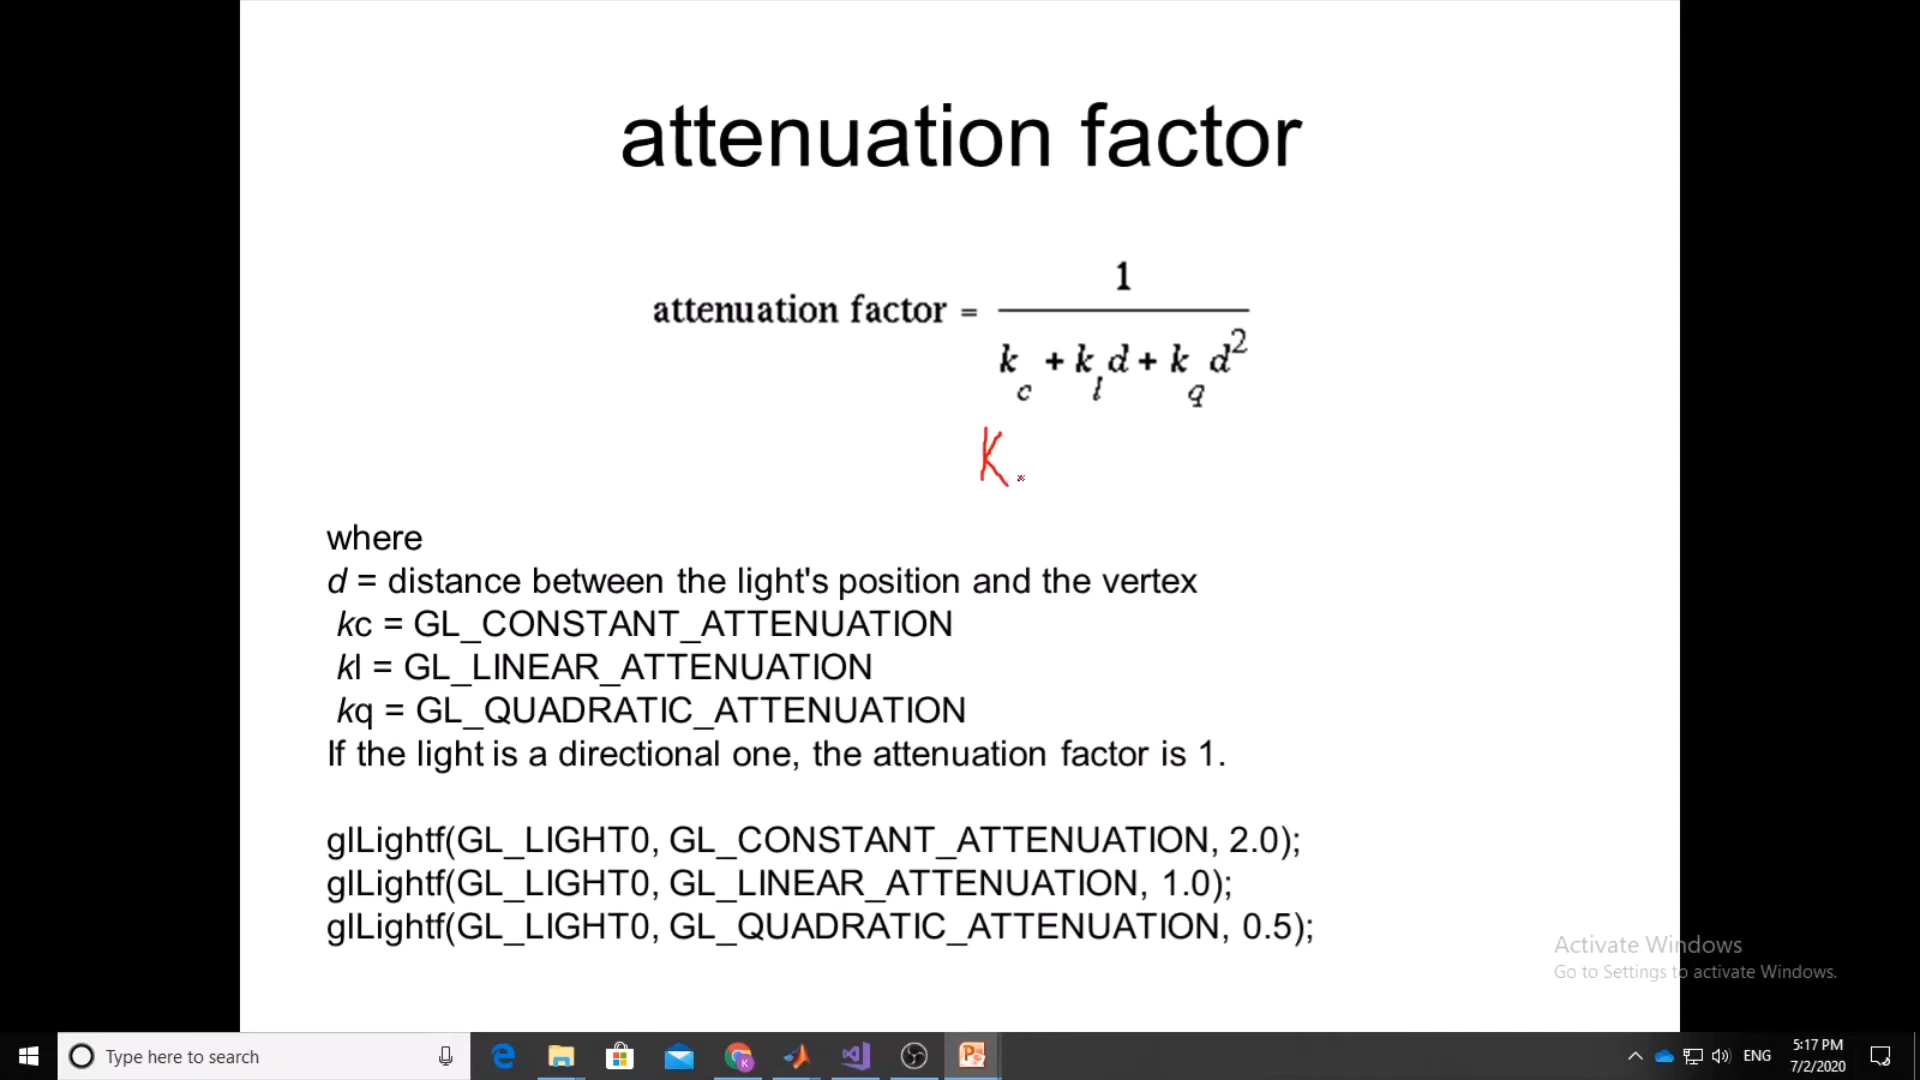 attenuation factor
attenuation factor = 1 / k_c + k_l d + k_q d^2
K
where
d = distance between the light's position and the vertex
kc = GL_CONSTANT_ATTENUATION
kl = GL_LINEAR_ATTENUATION
kq = GL_QUADRATIC_ATTENUATION
If the light is a directional one, the attenuation factor is 1.
glLightf(GL_LIGHT0, GL_CONSTANT_ATTENUATION, 2.0);
glLightf(GL_LIGHT0, GL_LINEAR_ATTENUATION, 1.0);
glLightf(GL_LIGHT0, GL_QUADRATIC_ATTENUATION, 0.5);
Activate Windows
Go to Settings to activate Windows.
Type here to search
ENG
5:17 PM
7/2/2020